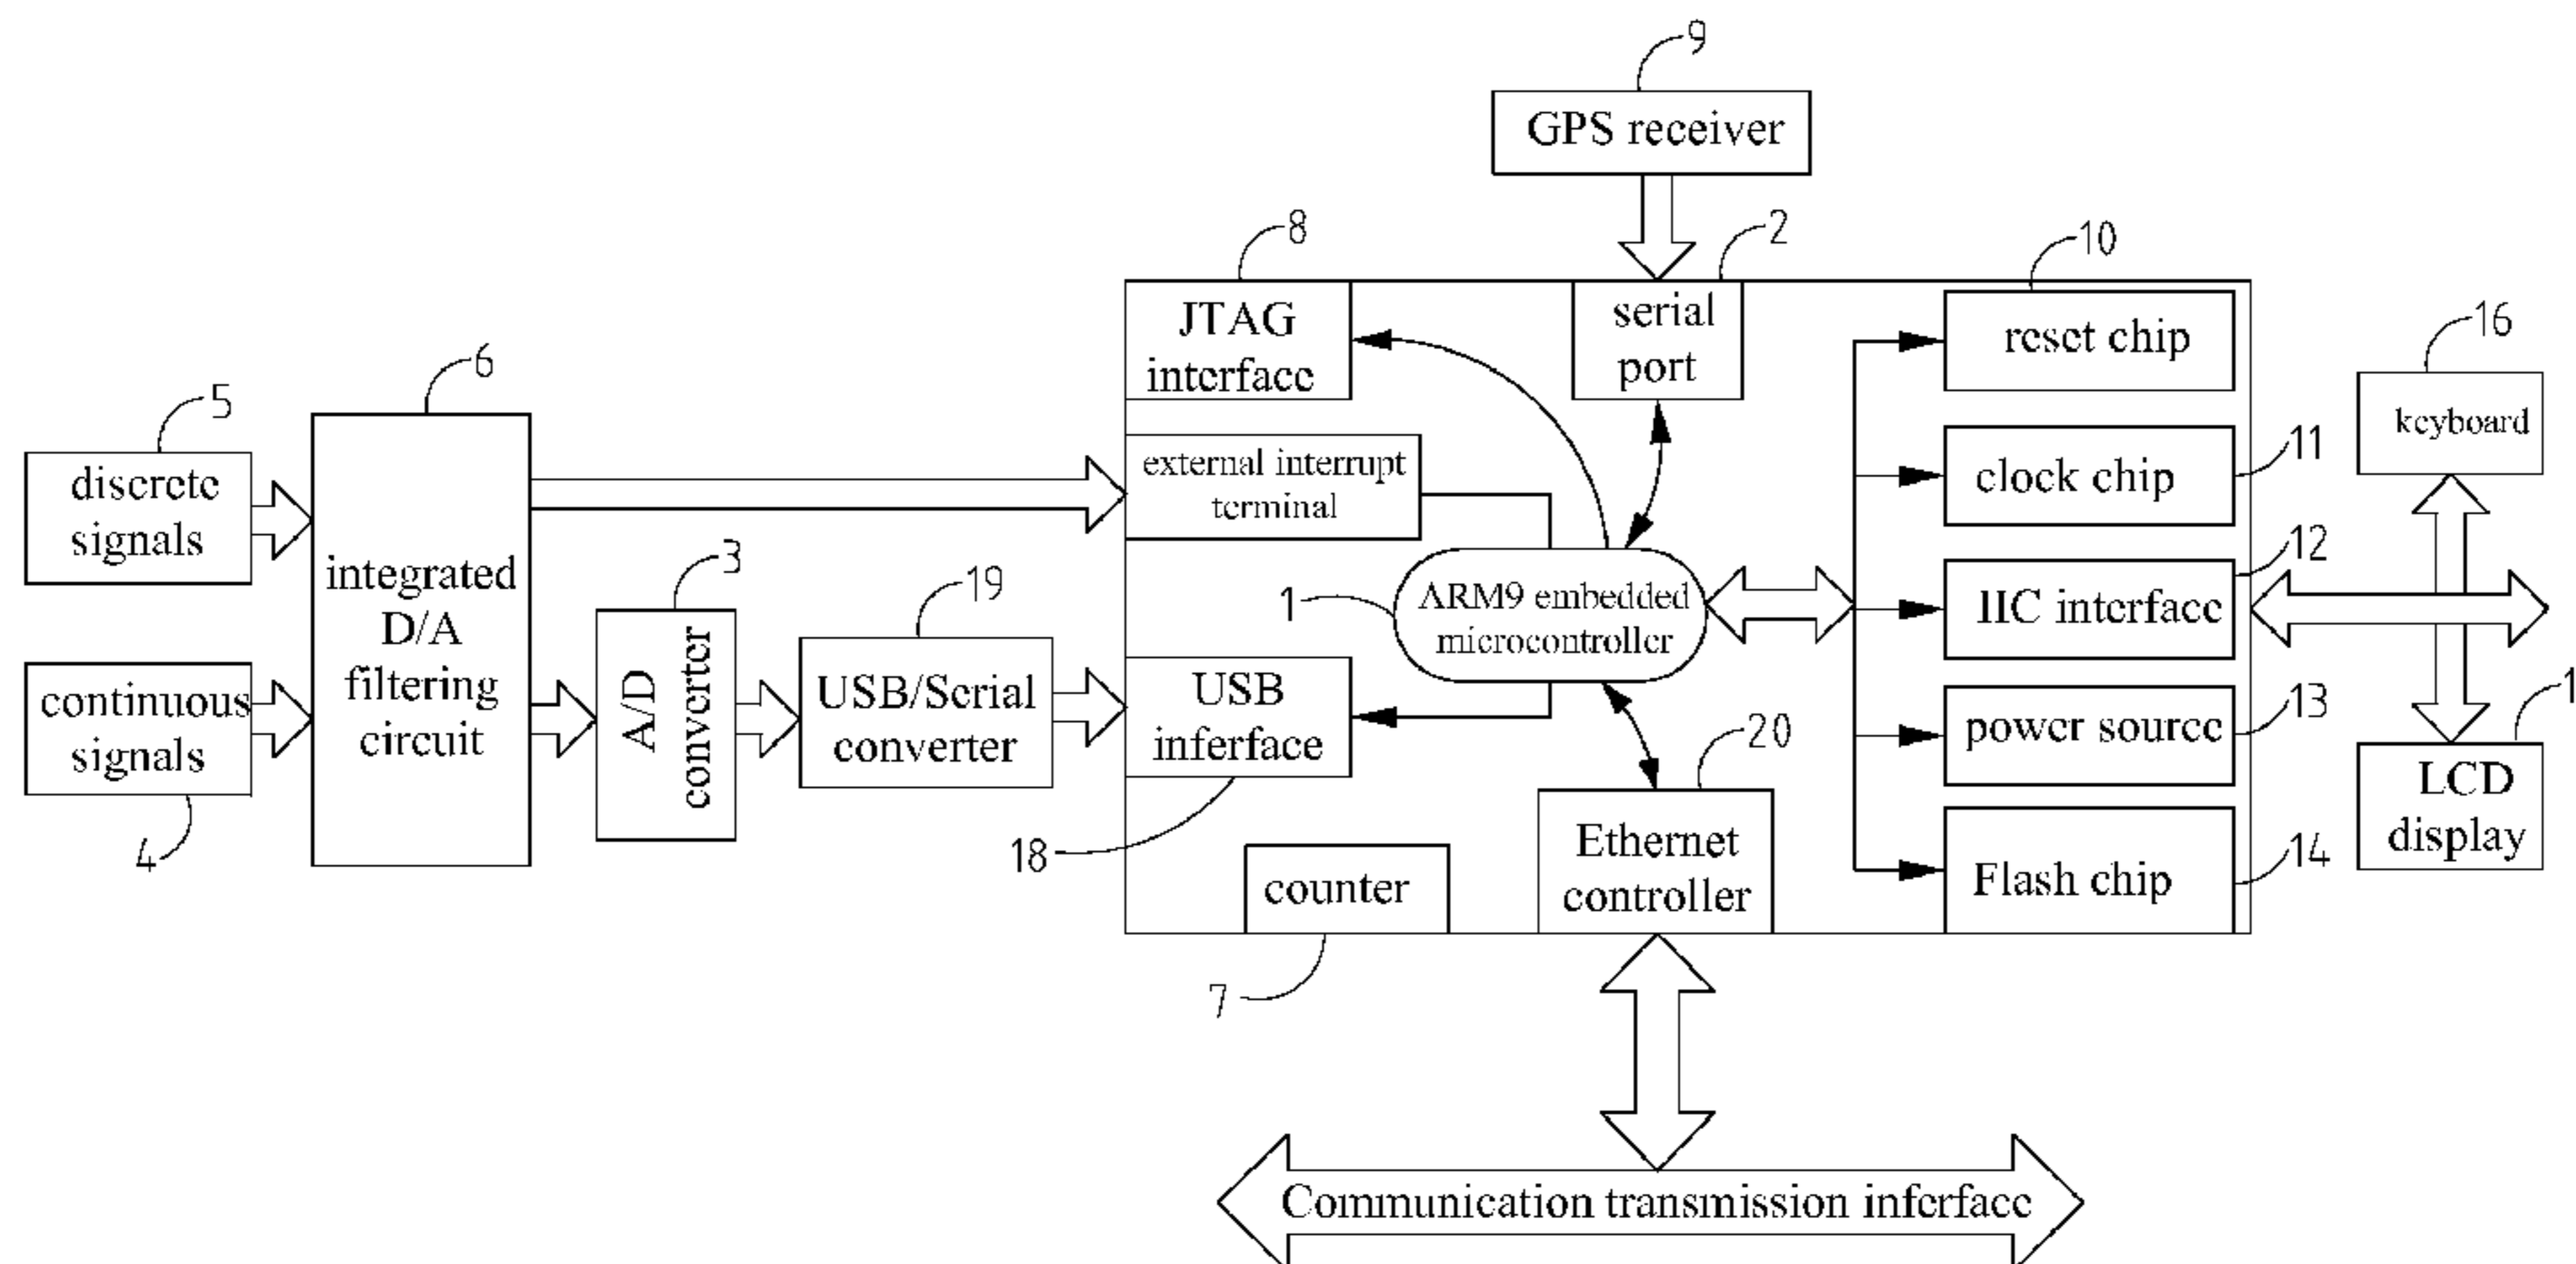 9
GPS receiver
8
2
10
JTAG
interface
serial
port
reset chip
16
keyboard
6
5
discrete
signals
external interrupt
terminal
clock chip
11
integrated
D/A
filtering
circuit
3
A/D
converter
19
USB/Serial
converter
1
ARM9 embedded
microcontroller
IIC interface
12
continuous
signals
4
USB
inferface
18
20
power source
13
1
LCD
display
counter
7
Ethernet
controller
Flash chip
14
Communication transmission inferface